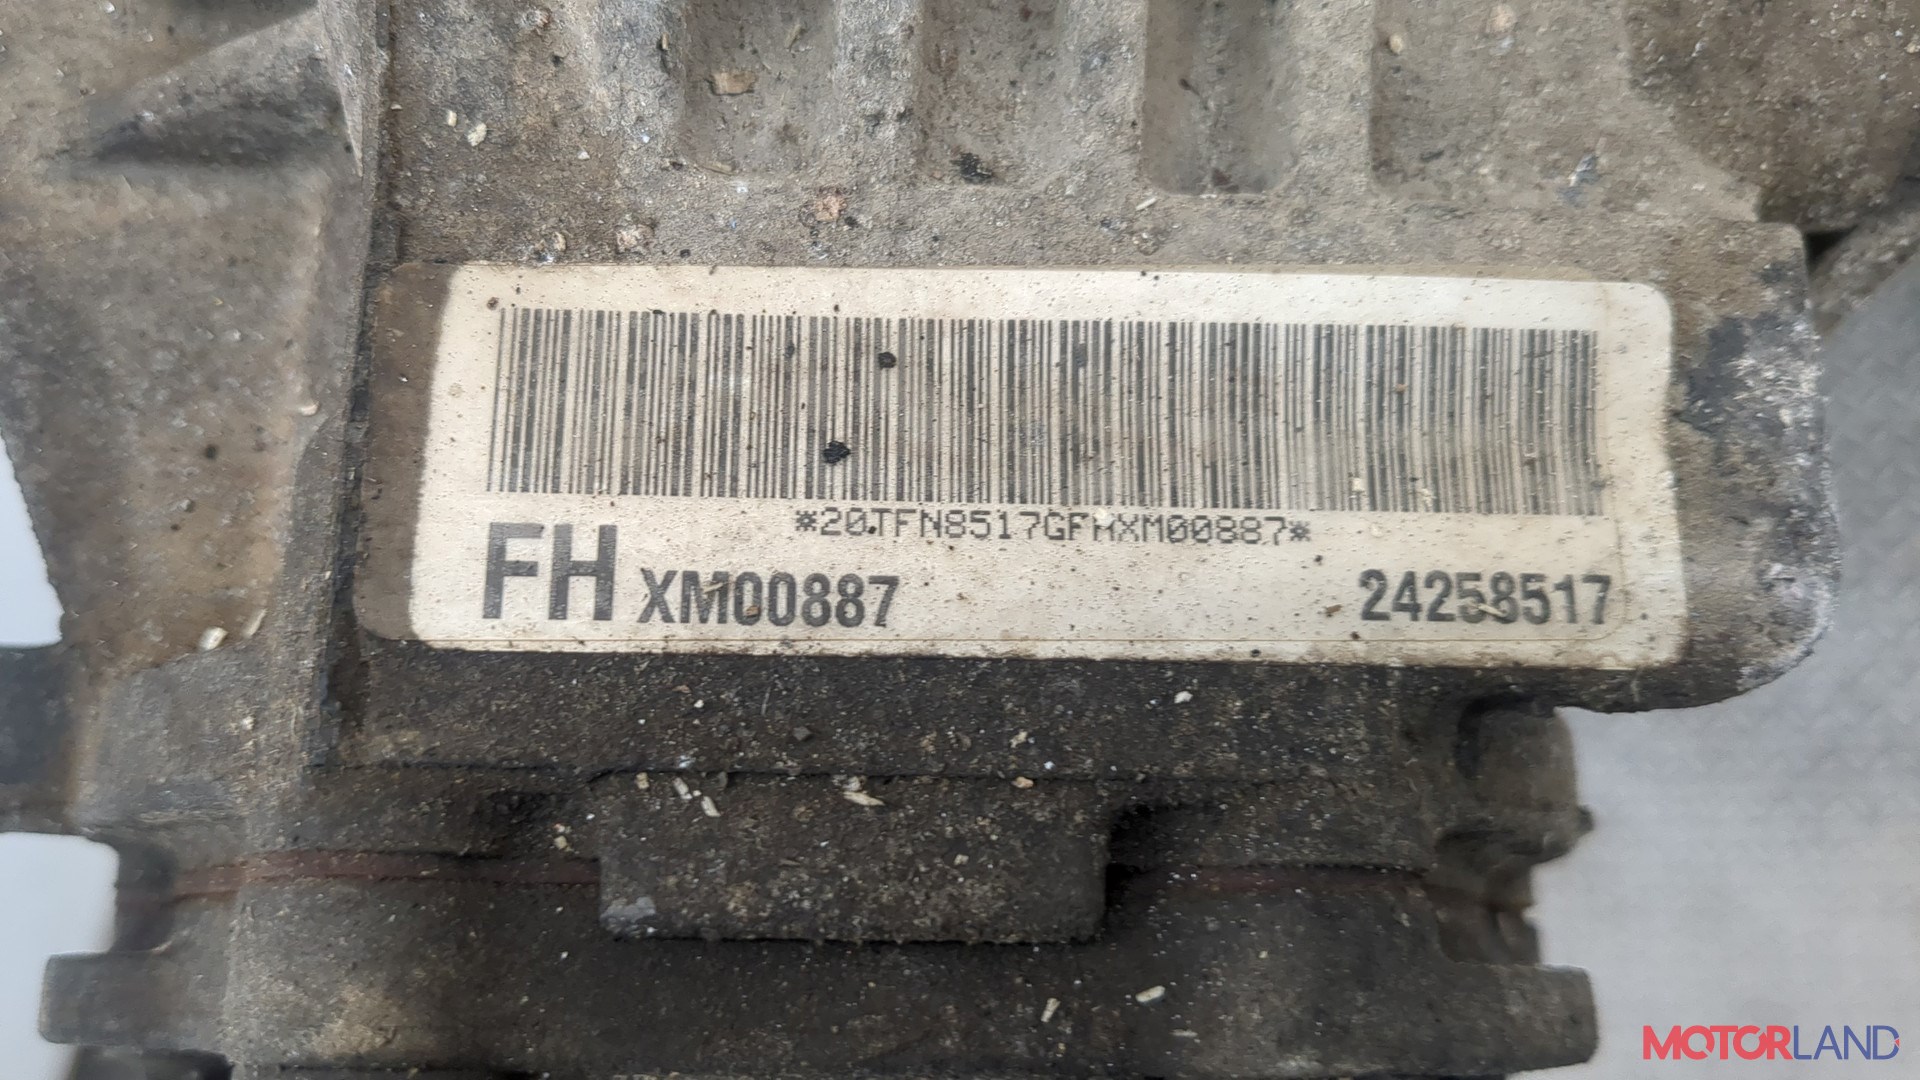 *20TFN8517GFHXM00887*
FH XM00887 24258517
MOTORLAND